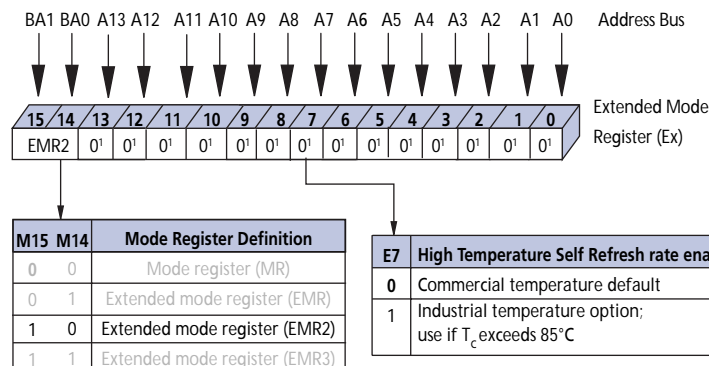 BA1 BA0 A13 A12 A11 A10 A9 A8 A7 A6 A5 A4 A3 A2 A1 A0 Address Bus
15 14 13 12 11 10 9 8 7 6 5 4 3 2 1 0 Extended Mode
Register (Ex)
EMR2 0¹ 0¹ 0¹ 0¹ 0¹ 0¹ 0¹ 0¹ 0¹ 0¹ 0¹ 0¹ 0¹ 0¹
M15 M14 Mode Register Definition
0 0 Mode register (MR)
0 1 Extended mode register (EMR)
1 0 Extended mode register (EMR2)
1 1 Extended mode register (EMR3)
E7 High Temperature Self Refresh rate ena
0 Commercial temperature default
1 Industrial temperature option;
use if Tc exceeds 85°C